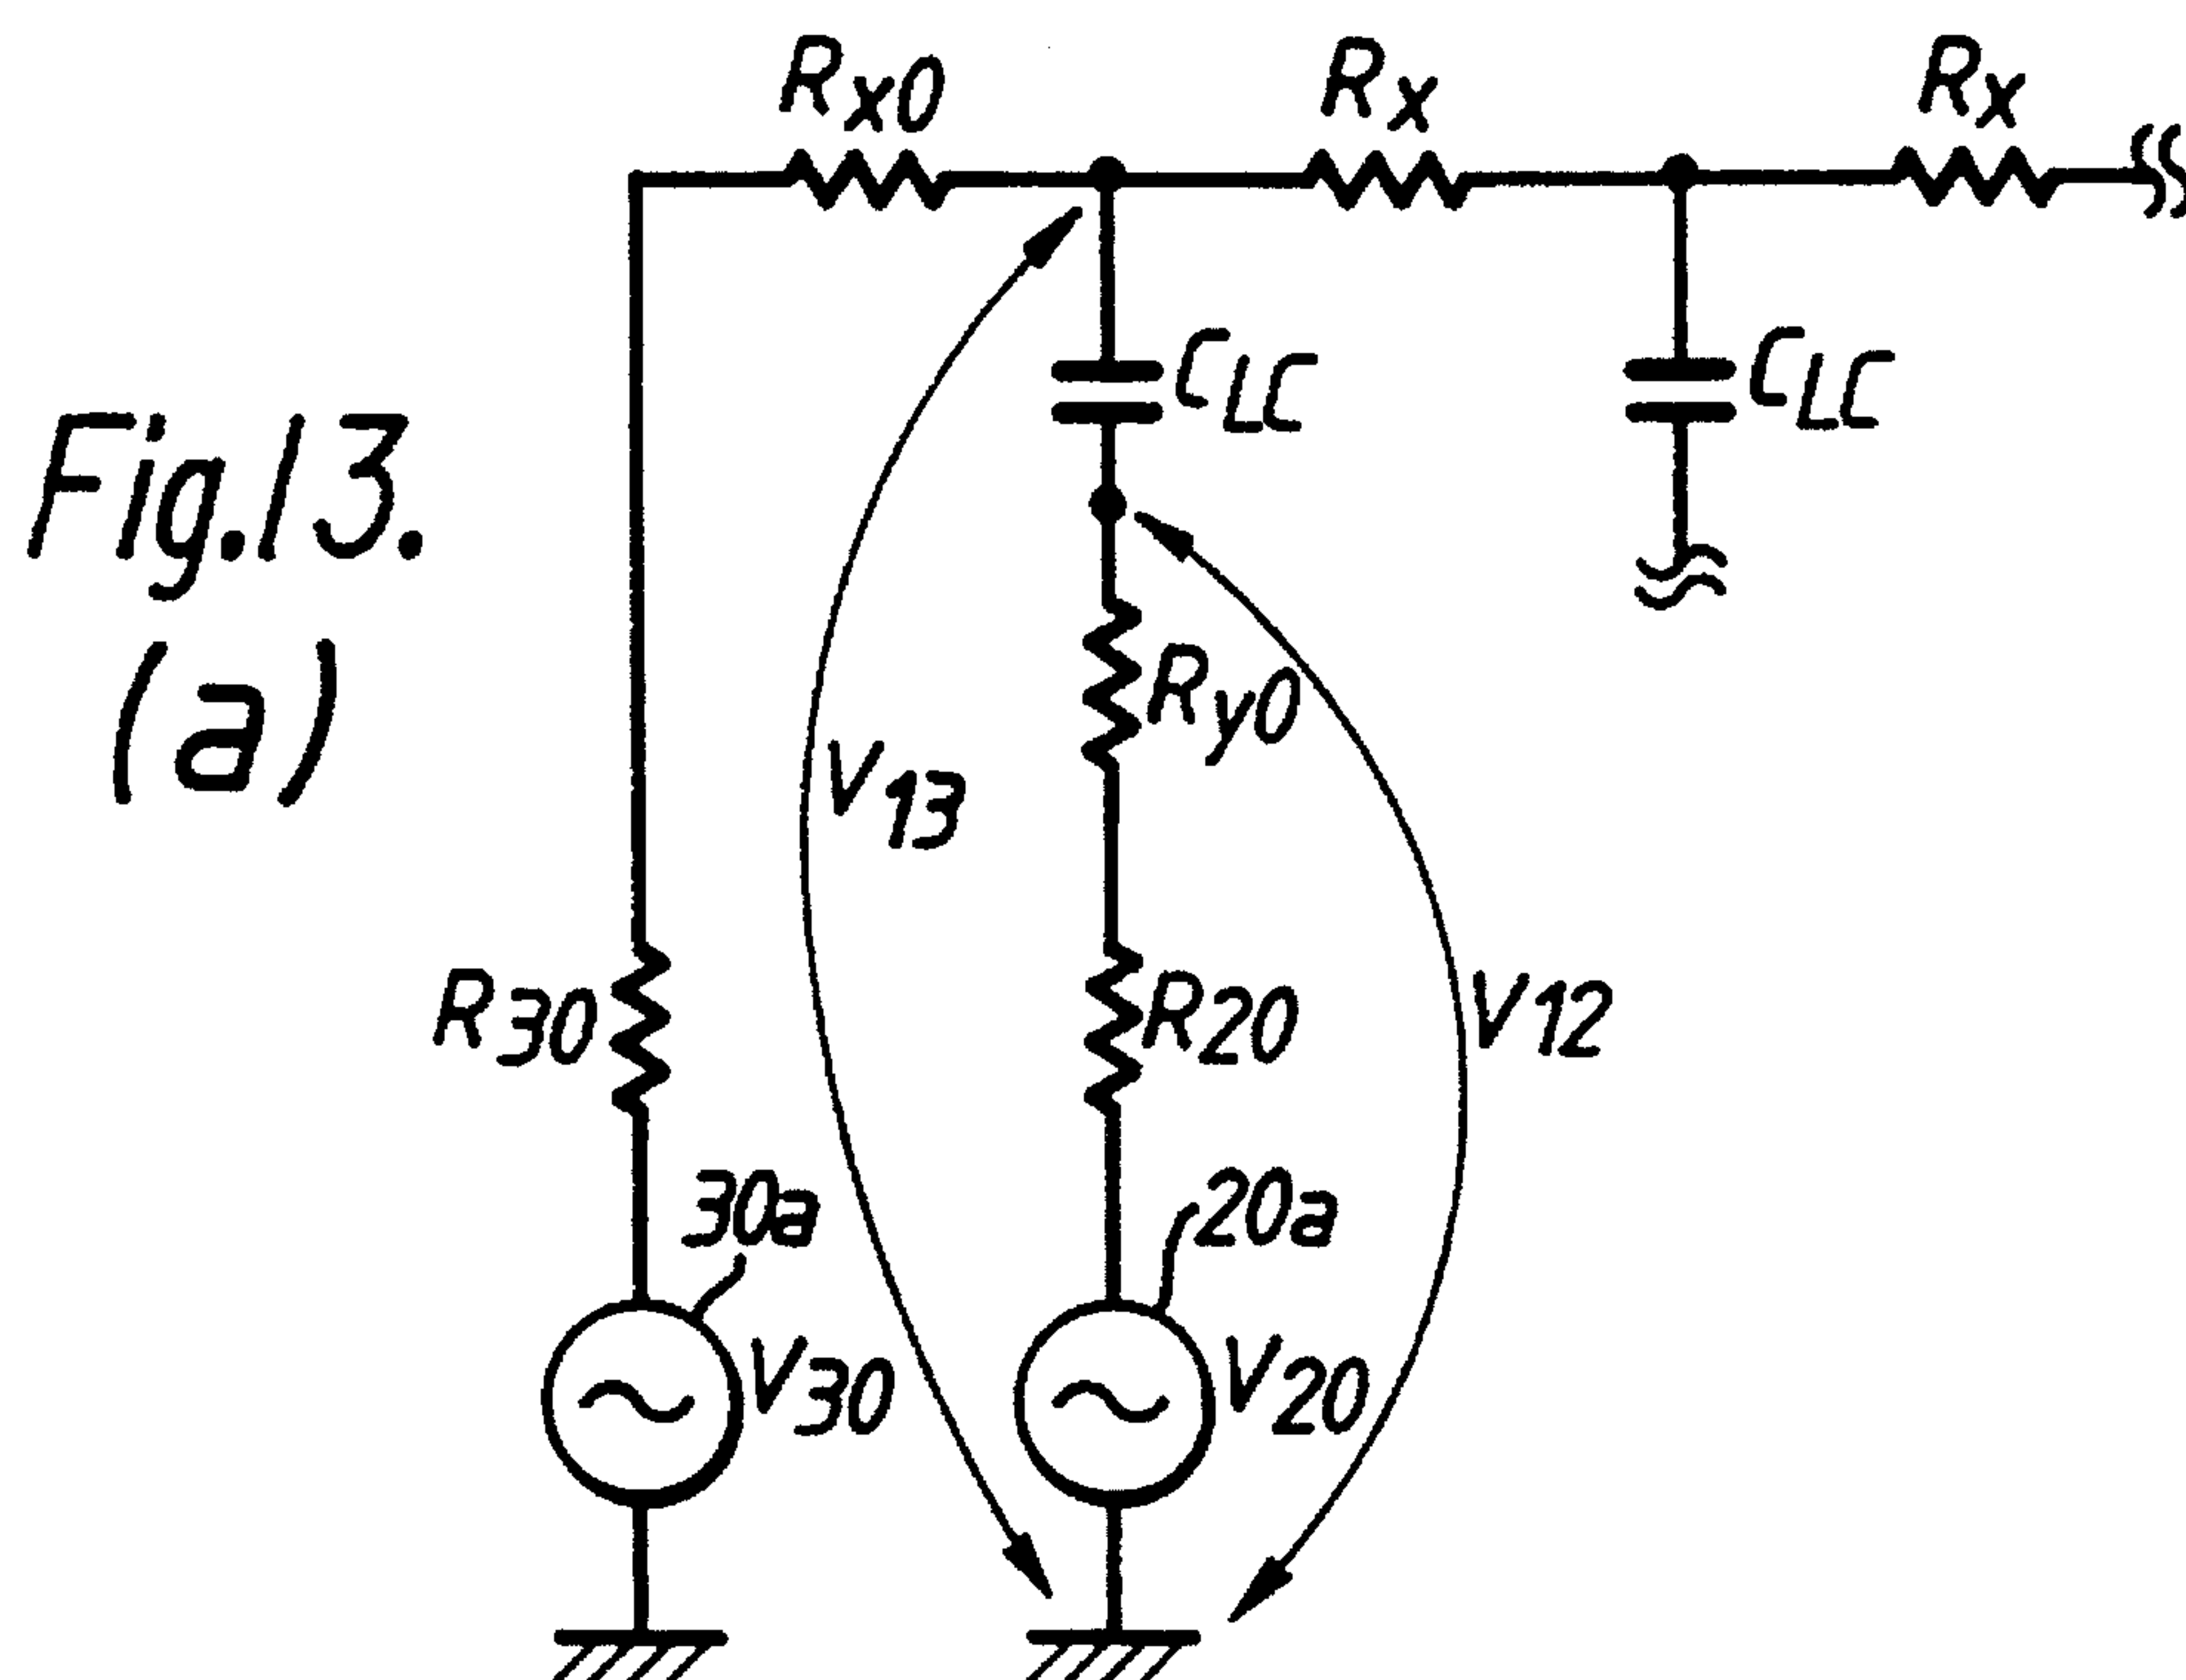 Rx0
Rx
Rx
CLC
CLC
Fig.13.
(a)
Ry0
V13
R30
R20
V12
30a
20a
V30
V20